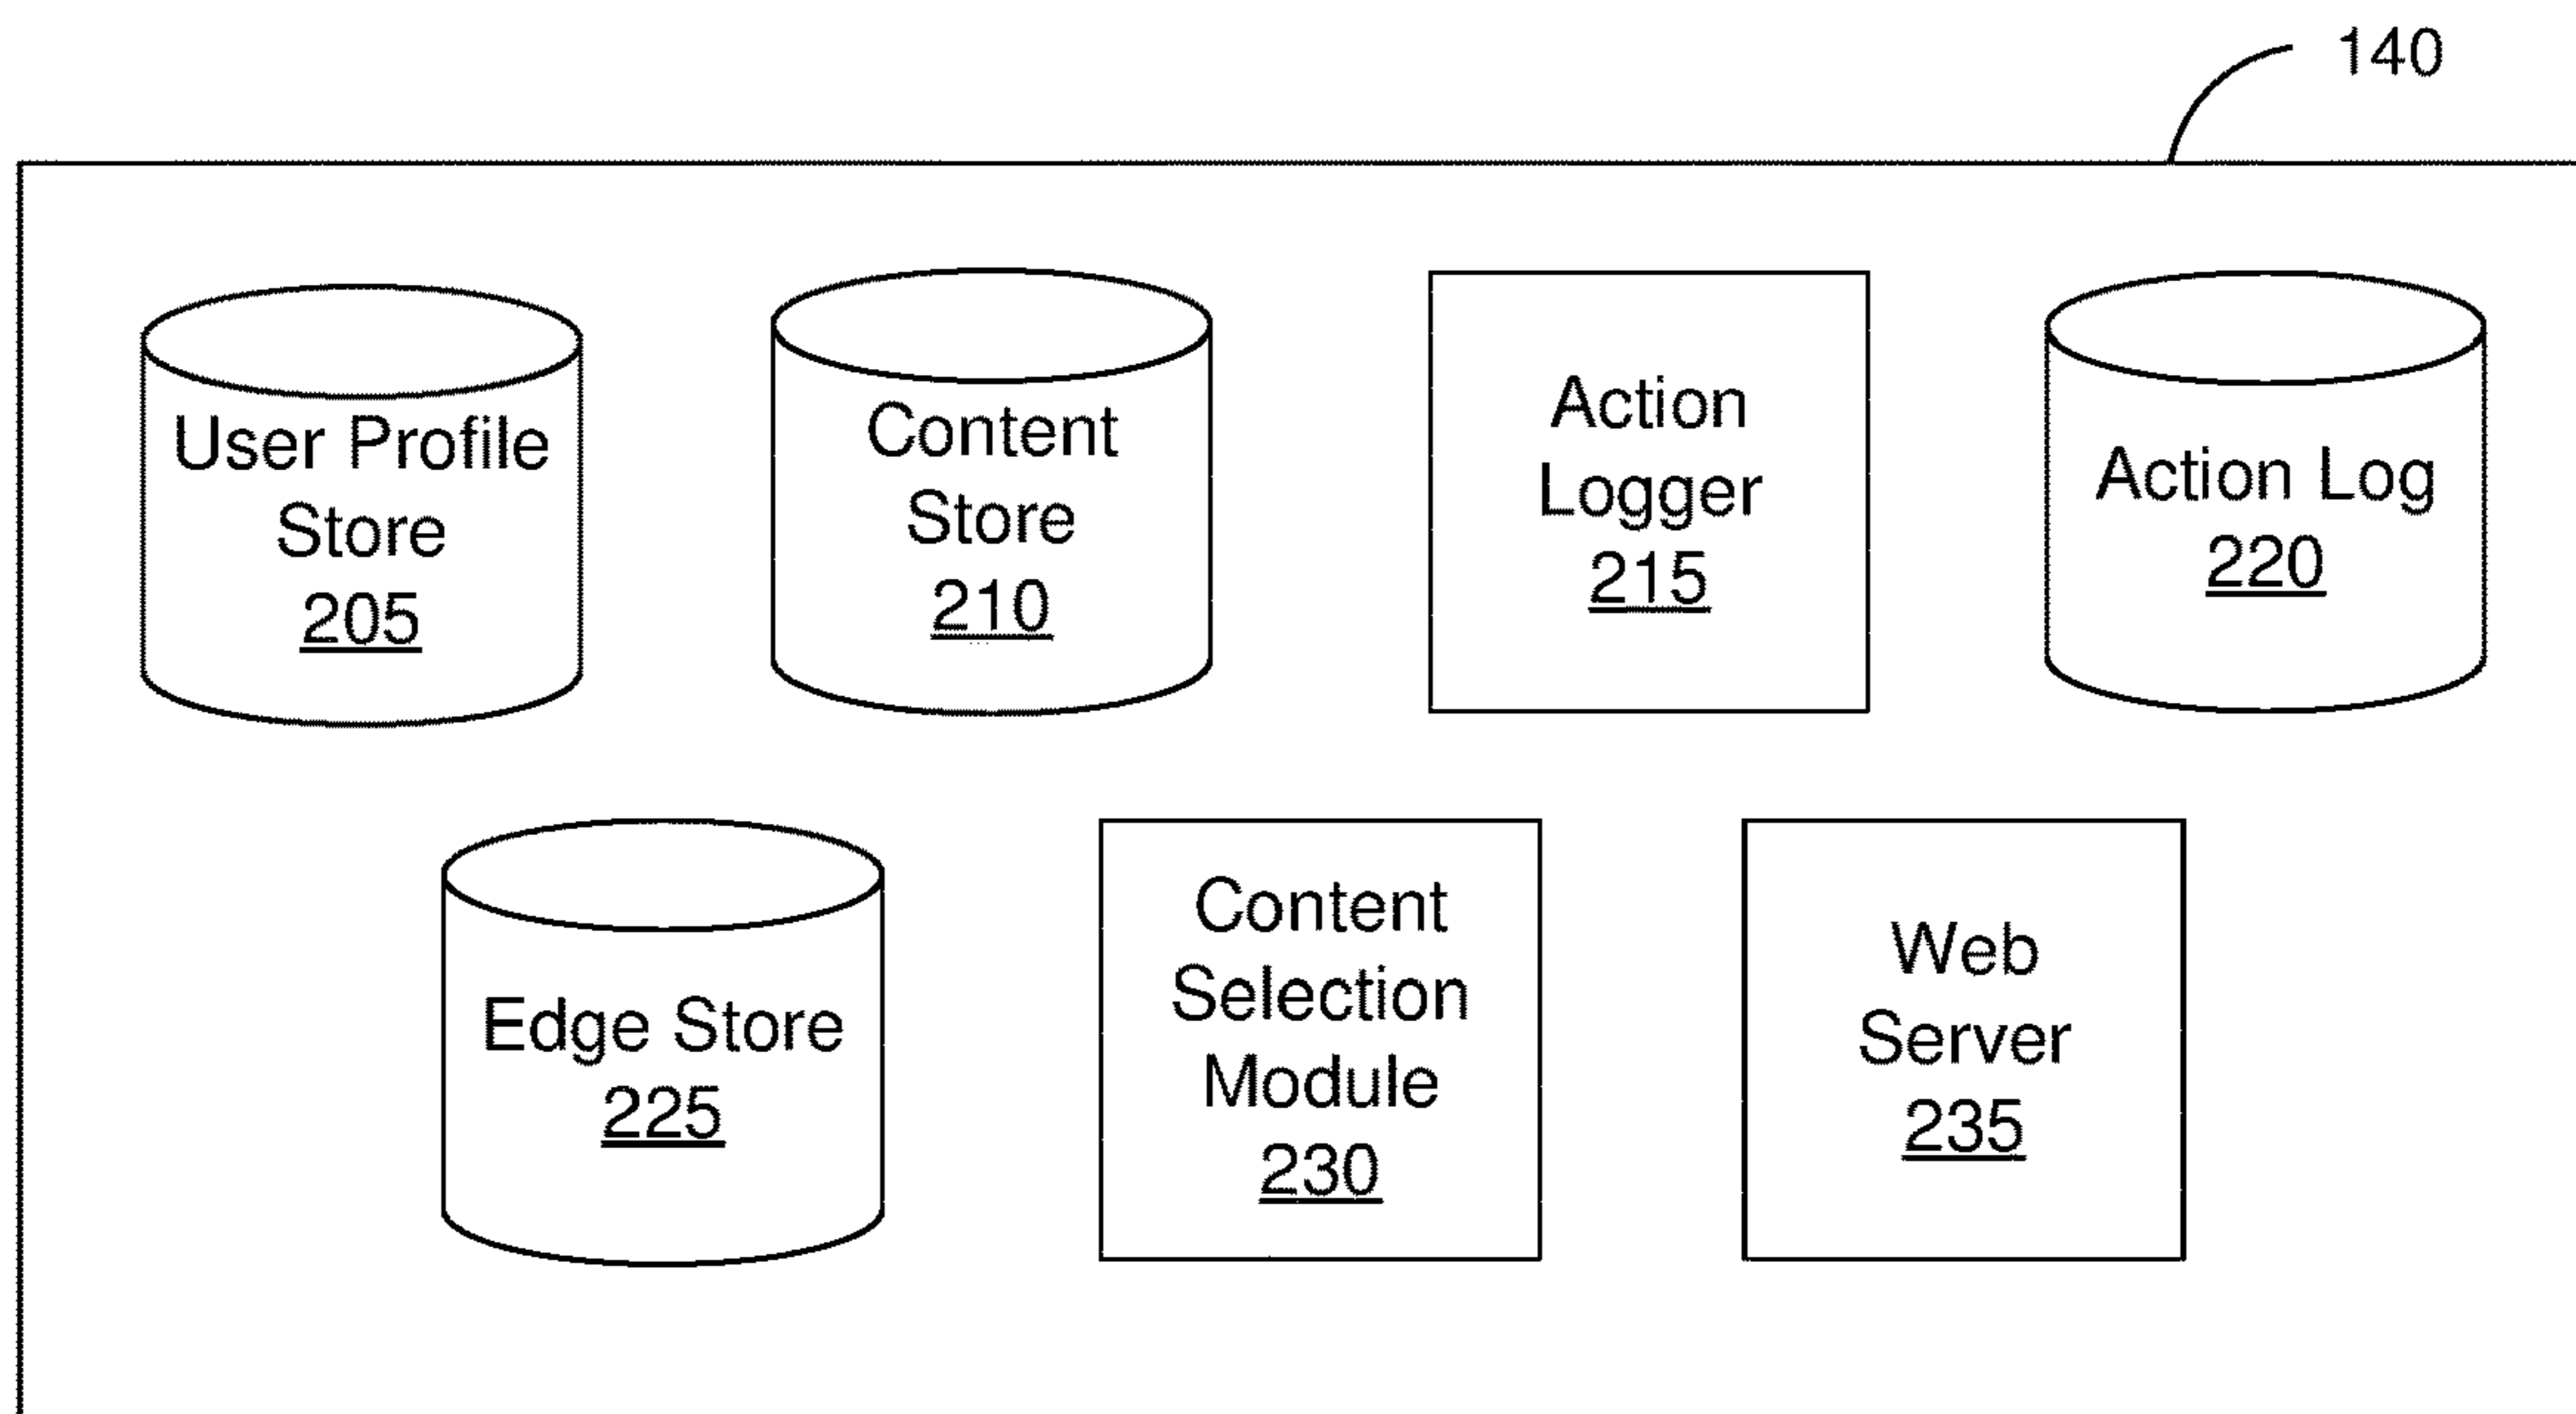 140
User Profile
Store
205
Content
Store
210
Action
Logger
215
Action Log
220
Edge Store
225
Content
Selection
Module
230
Web
Server
235